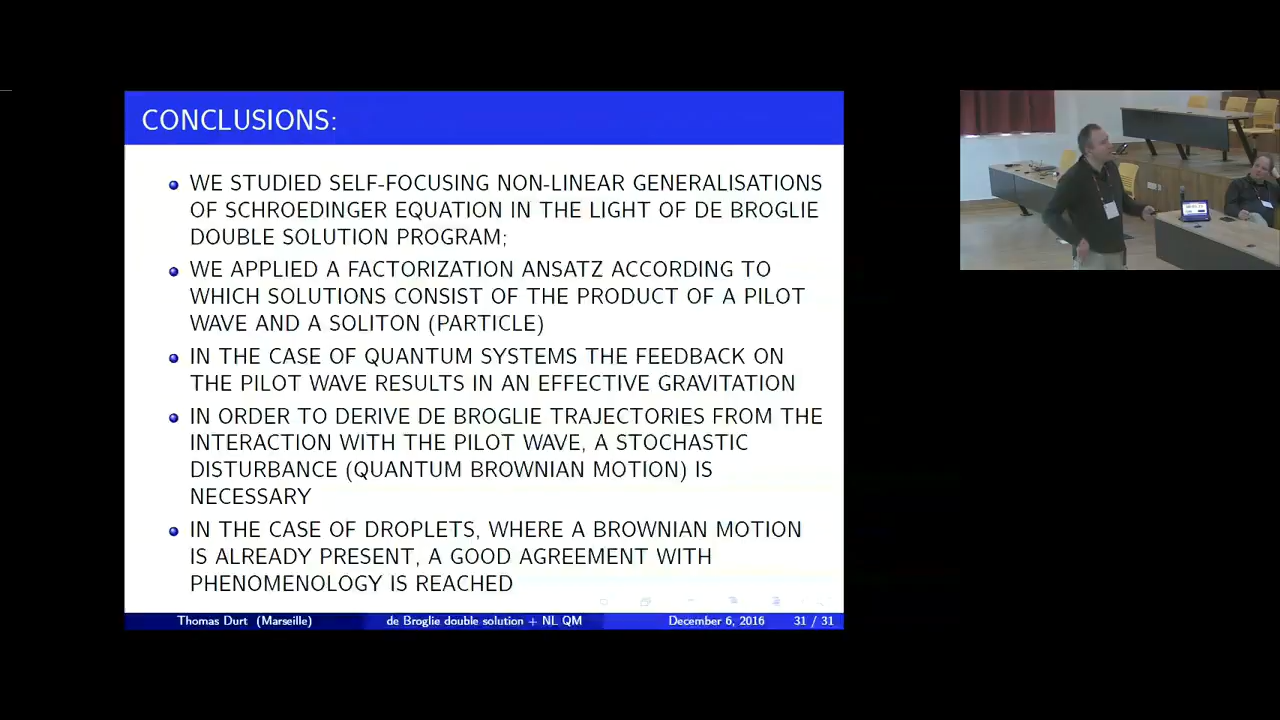 CONCLUSIONS:
WE STUDIED SELF-FOCUSING NON-LINEAR GENERALISATIONS
OF SCHROEDINGER EQUATION IN THE LIGHT OF DE BROGLIE
DOUBLE SOLUTION PROGRAM;
WE APPLIED A FACTORIZATION ANSATZ ACCORDING TO
WHICH SOLUTIONS CONSIST OF THE PRODUCT OF A PILOT
WAVE AND A SOLITON (PARTICLE)
IN THE CASE OF QUANTUM SYSTEMS THE FEEDBACK ON
THE PILOT WAVE RESULTS IN AN EFFECTIVE GRAVITATION
IN ORDER TO DERIVE DE BROGLIE TRAJECTORIES FROM THE
INTERACTION WITH THE PILOT WAVE, A STOCHASTIC
DISTURBANCE (QUANTUM BROWNIAN MOTION) IS
NECESSARY
IN THE CASE OF DROPLETS, WHERE A BROWNIAN MOTION
IS ALREADY PRESENT, A GOOD AGREEMENT WITH
PHENOMENOLOGY IS REACHED
Thomas Durt (Marseille) de Broglie double solution + NL QM December 6, 2016 31 / 31